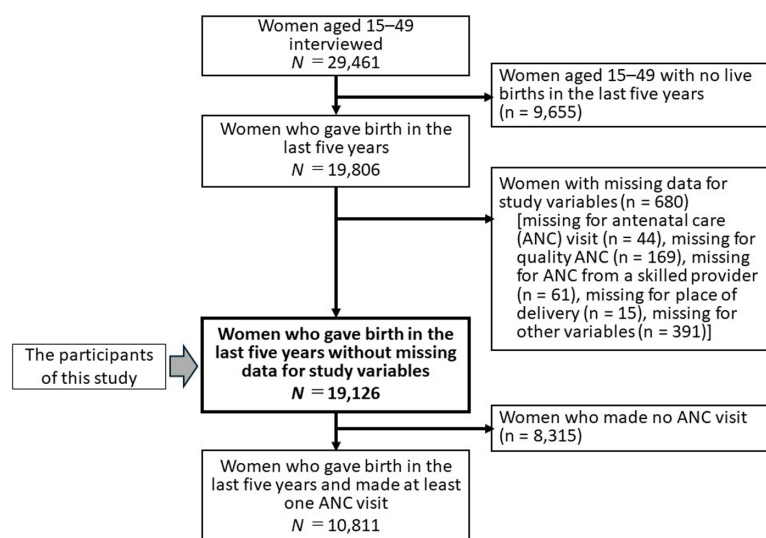 Women aged 15–49
interviewed
N = 29,461
Women aged 15–49 with no live
births in the last five years
(n = 9,655)
Women who gave birth in the
last five years
N = 19,806
Women with missing data for
study variables (n = 680)
[missing for antenatal care
(ANC) visit (n = 44), missing for
quality ANC (n = 169), missing
for ANC from a skilled provider
(n = 61), missing for place of
delivery (n = 15), missing for
other variables (n = 391)]
The participants
of this study
Women who gave birth in the
last five years without missing
data for study variables
N = 19,126
Women who made no ANC visit
(n = 8,315)
Women who gave birth in the
last five years and made at least
one ANC visit
N = 10,811